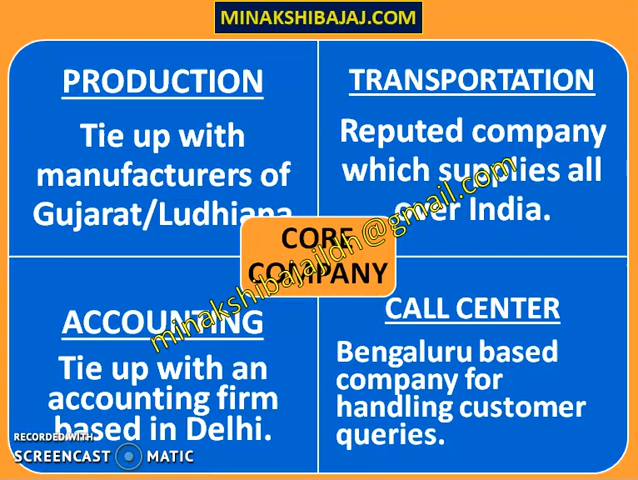 MINAKSHIBAJAJ.COM
PRODUCTION
Tie up with
manufacturers of
Gujarat/Ludhiana
TRANSPORTATION
Reputed company
which supplies all
over India.
CORE
COMPANY
minakshibajajldh@gmail.com
ACCOUNTING
Tie up with an
accounting firm
based in Delhi.
CALL CENTER
Bengaluru based
company for
handling customer
queries.
RECORDED WITH
SCREENCAST MATIC